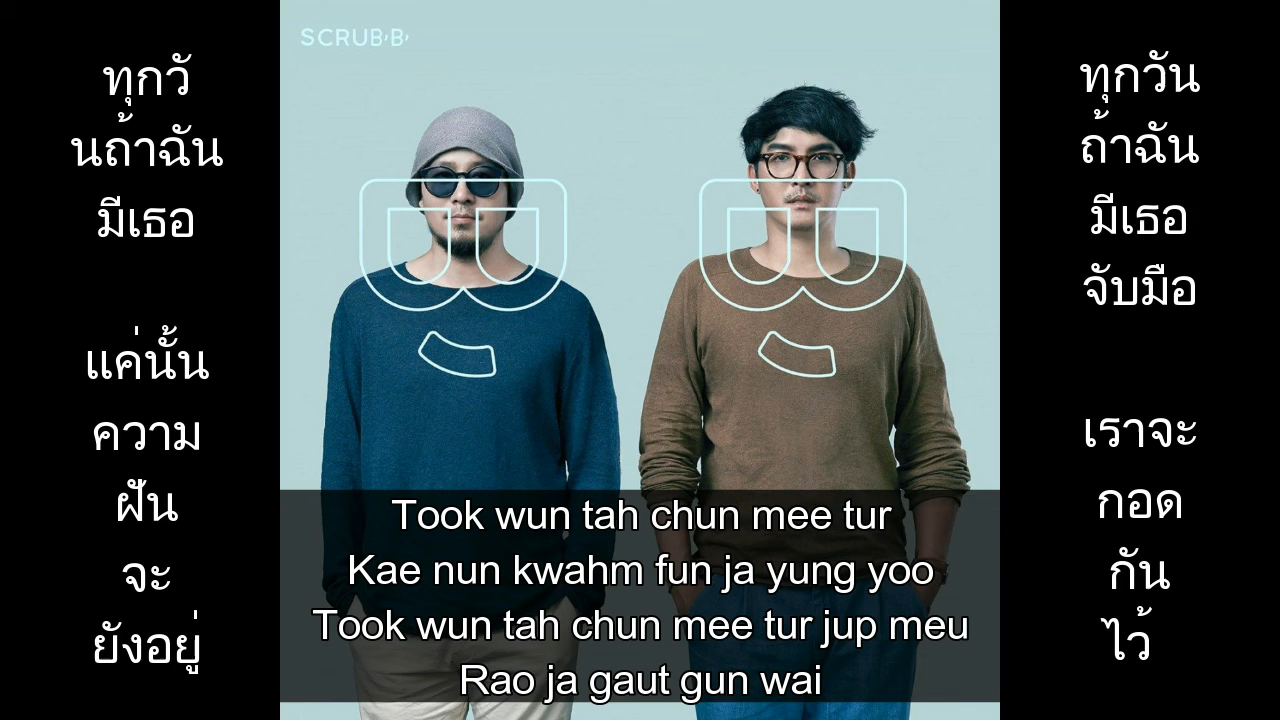 SCRUBB
ทุกวั
นถ้าฉัน
มีเธอ
แค่นั้น
ความ
ฝัน
จะ
ยังอยู่
ทุกวัน
ถ้าฉัน
มีเธอ
จับมือ
เราจะ
กอด
กัน
ไว้
Took wun tah chun mee tur
Kae nun kwahm fun ja yung yoo
Took wun tah chun mee tur jup meu
Rao ja gaut gun wai